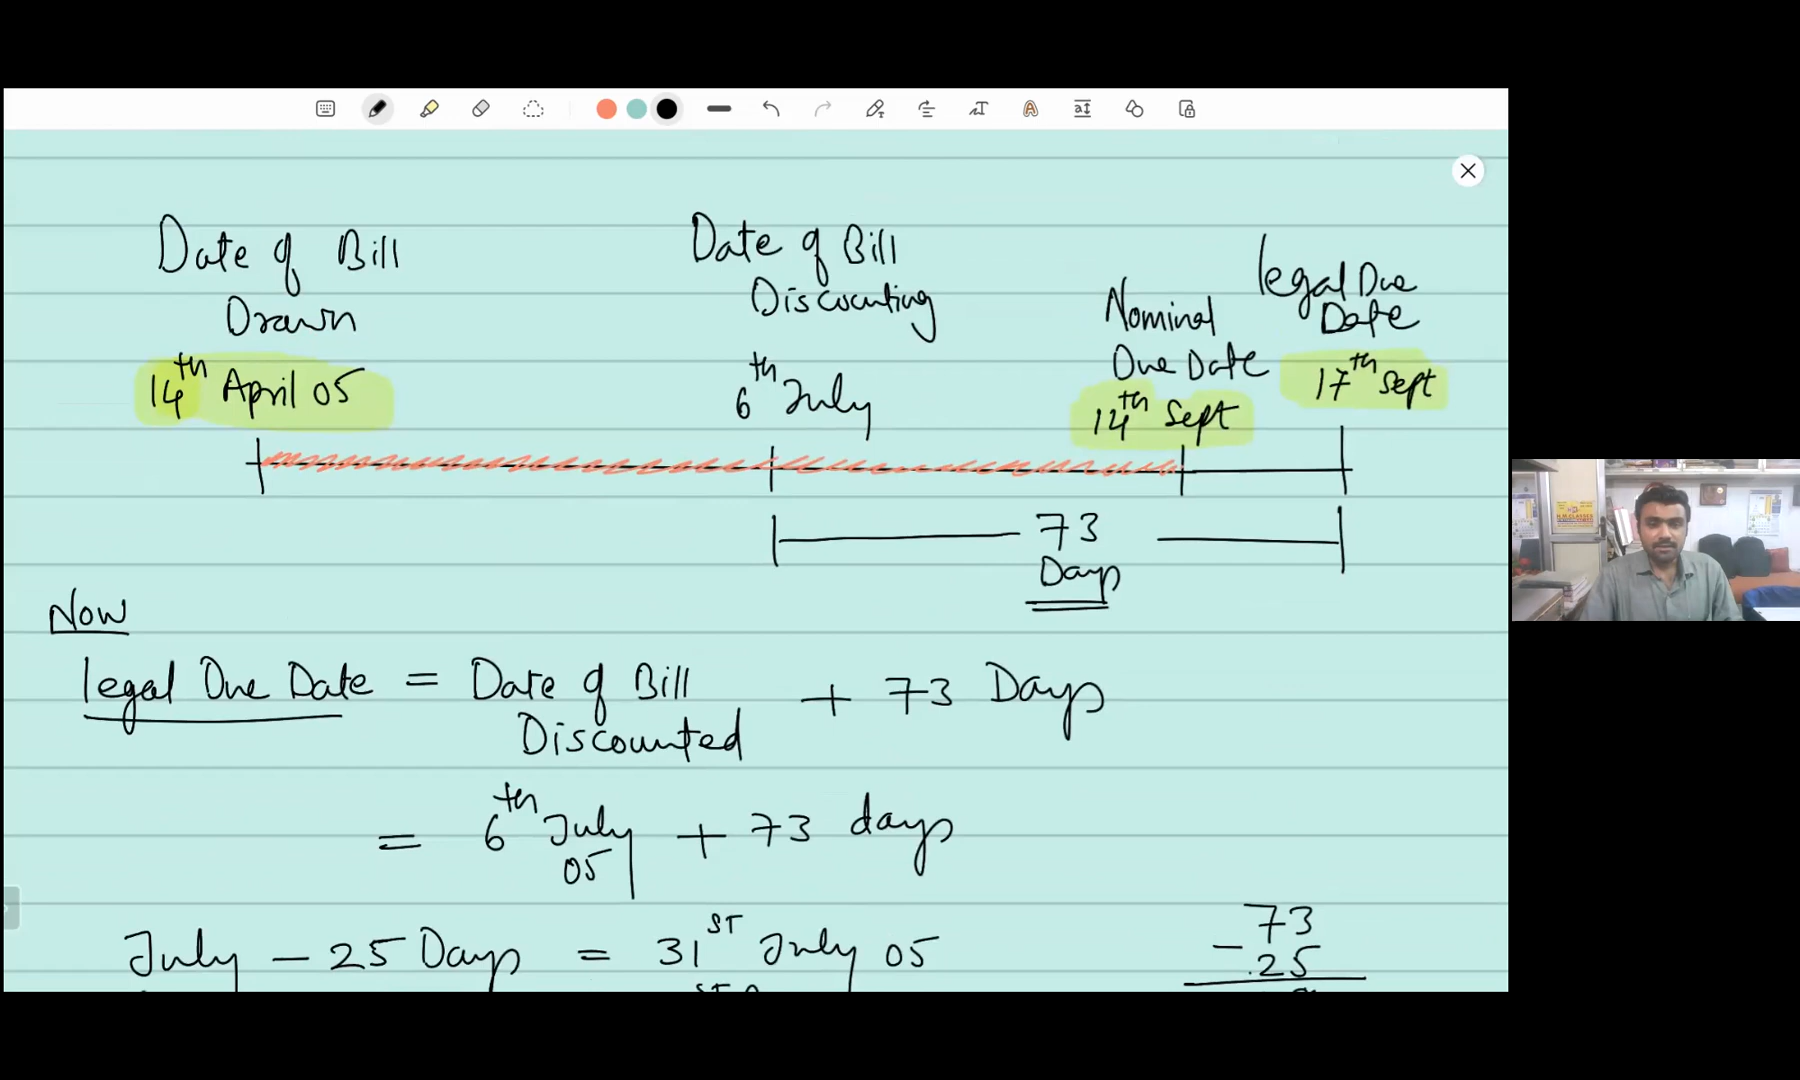 Date of Bill
Drawn
14th April 05
Date of Bill
Discounting
6th July
Nominal
Due Date
14th Sept
legal Due
Date
17th Sept
73
Days
Now
legal Due Date = Date of Bill
Discounted
+ 73 Days
= 6th July
05
+ 73 days
July - 25 Days = 31ST July 05
73
- 25